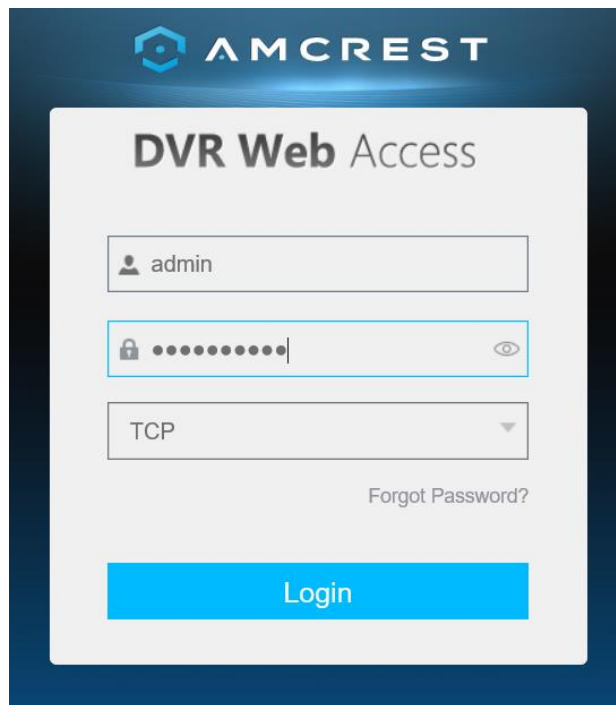 AMCREST
DVR Web Access
admin
••••••••••
TCP
Forgot Password?
Login